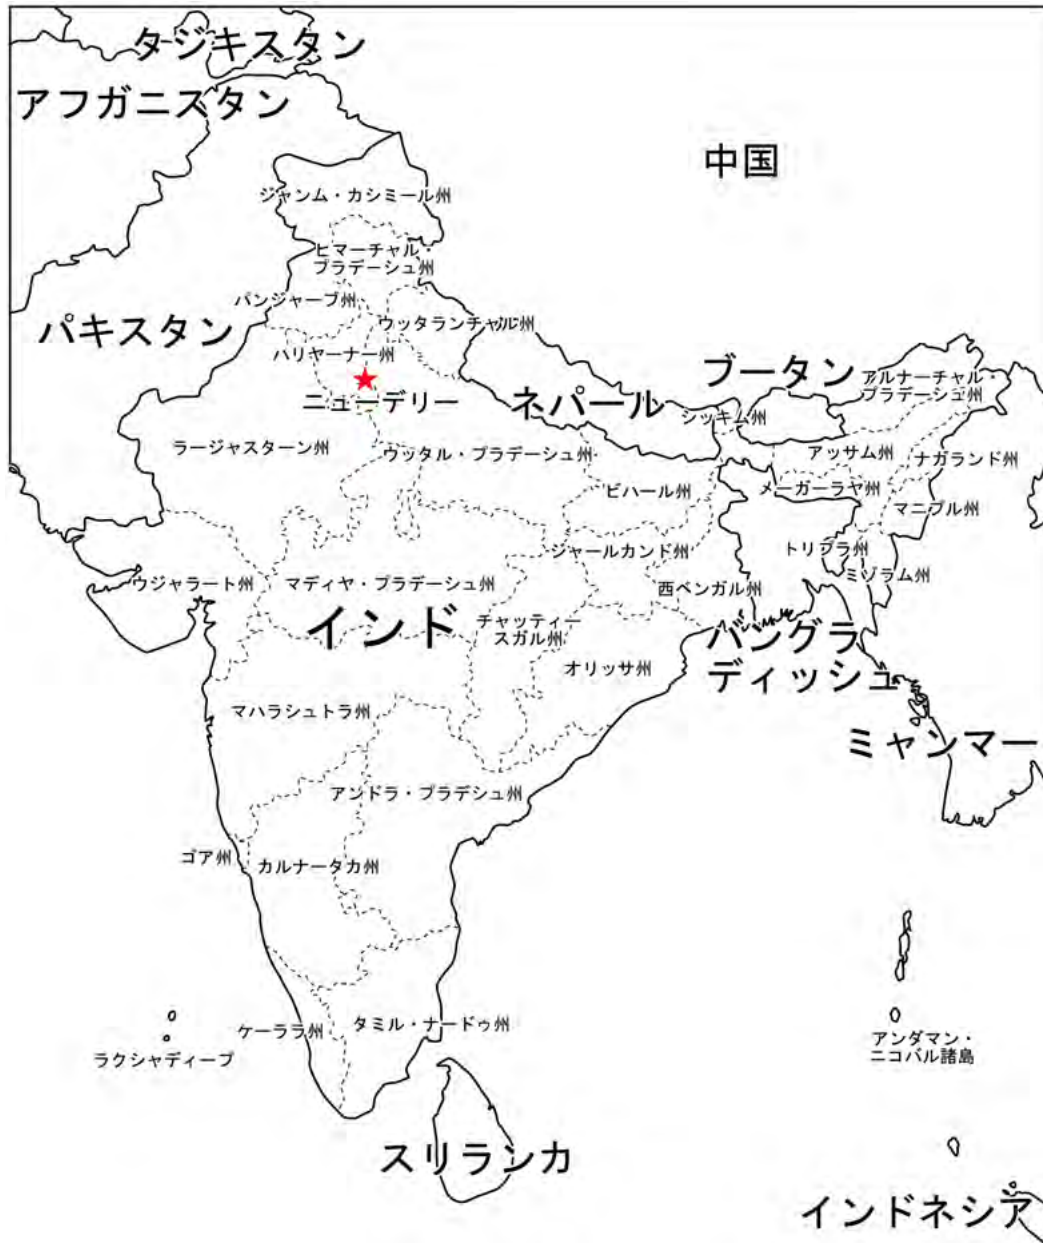 タジキスタン
アフガニスタン
中国
ジャンム・カシミール州
ヒマーチャル・
プラデーシュ州
パンジャーブ州
ウッタランチャル州
パキスタン
ハリヤーナー州
ブータン
アルナーチャル・
プラデーシュ州
ニューデリー
ネパール
シッキム州
ラージャスターン州
ウッタル・プラデーシュ州
アッサム州
ナガランド州
ビハール州
メーガーラヤ州
マニプル州
ジャールカンド州
トリプラ州
ミゾラム州
ウジャラート州
マディヤ・プラデーシュ州
西ベンガル州
インド
チャッティー
スガル州
バングラ
ディッシュ
オリッサ州
マハラシュトラ州
ミャンマー
アンドラ・プラデシュ州
ゴア州
カルナータカ州
ケーララ州
タミル・ナードゥ州
ラクシャディープ
アンダマン・
ニコバル諸島
スリランカ
インドネシア